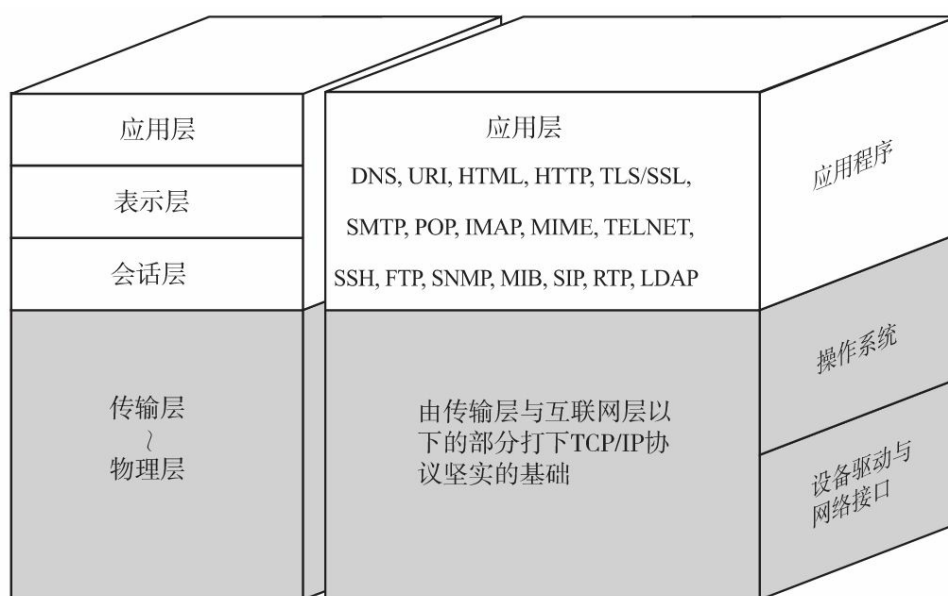 应用层
表示层
会话层
传输层
~
物理层
应用层
DNS, URI, HTML, HTTP, TLS/SSL,
SMTP, POP, IMAP, MIME, TELNET,
SSH, FTP, SNMP, MIB, SIP, RTP, LDAP
由传输层与互联网层以
下的部分打下TCP/IP协
议坚实的基础
应用程序
操作系统
设备驱动与
网络接口